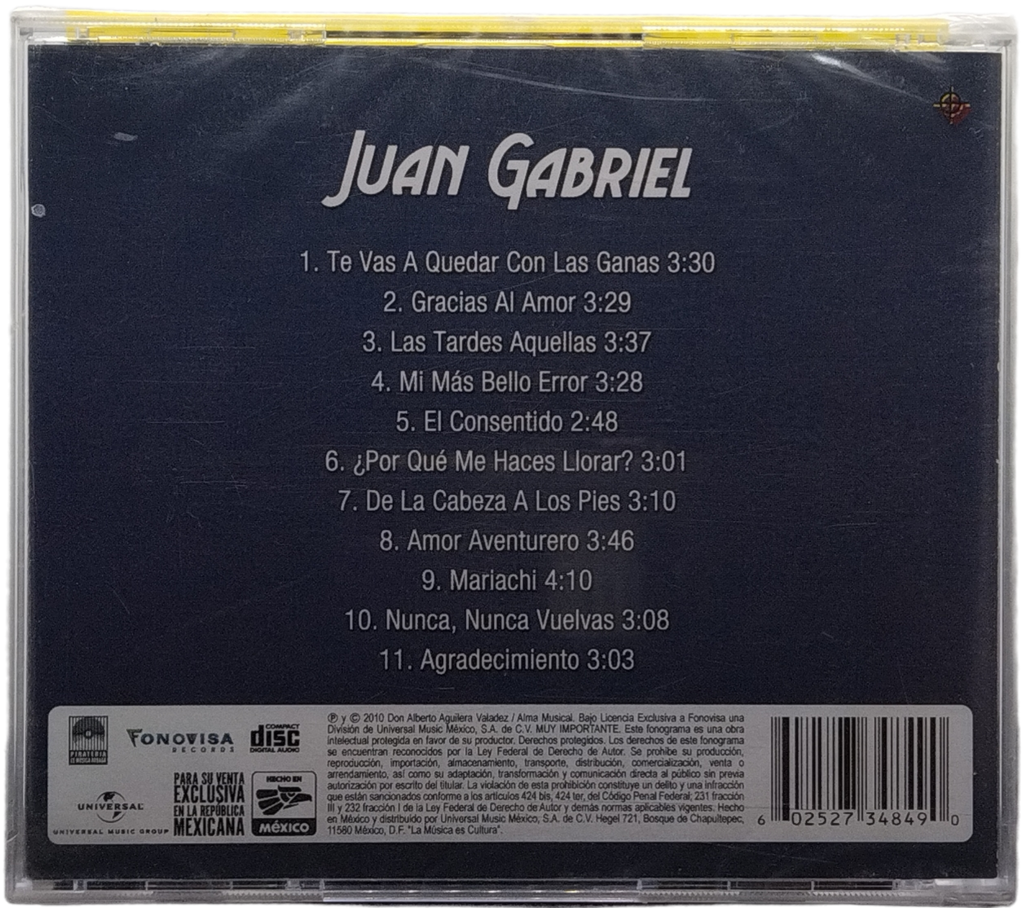 JUAN GABRIEL
1. Te Vas A Quedar Con Las Ganas 3:30
2. Gracias Al Amor 3:29
3. Las Tardes Aquellas 3:37
4. Mi Más Bello Error 3:28
5. El Consentido 2:48
6. ¿Por Qué Me Haces Llorar? 3:01
7. De La Cabeza A Los Pies 3:10
8. Amor Aventurero 3:46
9. Mariachi 4:10
10. Nunca, Nunca Vuelvas 3:08
11. Agradecimiento 3:03
PIRATERÍA
ES MÚSICA ROBADA
FONOVISA
RECORDS
COMPACT
disc
DIGITAL AUDIO
UNIVERSAL
UNIVERSAL MUSIC GROUP
PARA SU VENTA
EXCLUSIVA
EN LA REPÚBLICA
MEXICANA
HECHO EN
MÉXICO
℗ y © 2010 Don Alberto Aguilera Valadez / Alma Musical. Bajo Licencia Exclusiva a Fonovisa una
División de Universal Music México, S.A. de C.V. MUY IMPORTANTE. Este fonograma es una obra
intelectual protegida en favor de su productor. Derechos protegidos. Los derechos de este fonograma
se encuentran reconocidos por la Ley Federal de Derecho de Autor. Se prohibe su producción,
reproducción, importación, almacenamiento, transporte, distribución, comercialización, venta o
arrendamiento, así como su adaptación, transformación y comunicación directa al público sin previa
autorización por escrito del titular. La violación de esta prohibición constituye un delito y una infracción
que están sancionados conforme a los artículos 424 bis, 424 ter, del Código Penal Federal; 231 fracción
III y 232 fracción I de la Ley Federal de Derecho de Autor y demás normas aplicables vigentes. Hecho
en México y distribuido por Universal Music México, S.A. de C.V. Hegel 721, Bosque de Chapultepec,
11580 México, D.F. "La Música es Cultura".
6 02527 34849 0